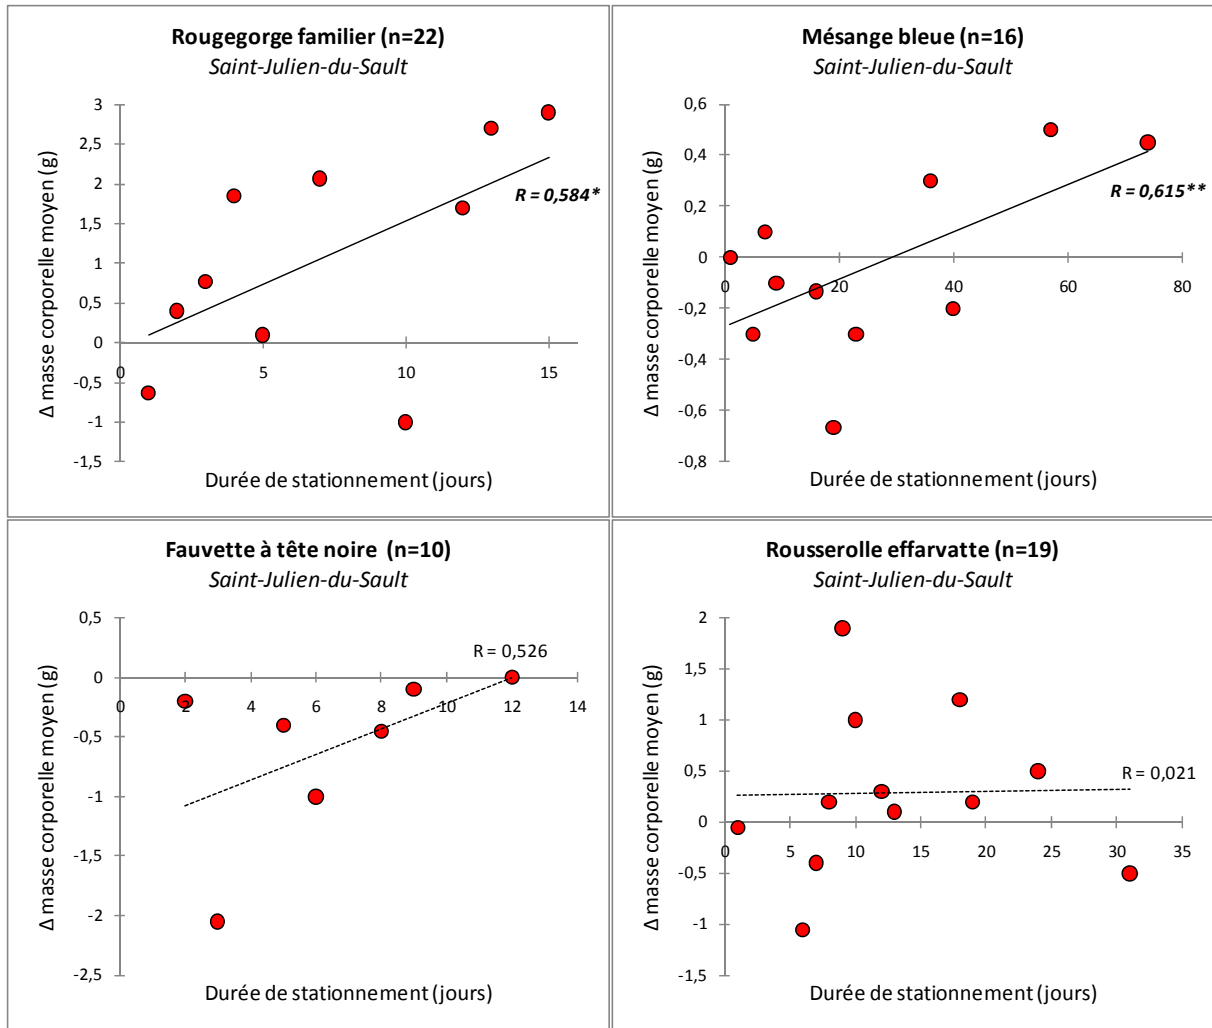 Rougegorge familier (n=22)
Saint-Julien-du-Sault
Δ masse corporelle moyen (g)
3
2,5
2
1,5
1
0,5
0
-0,5
-1
-1,5
0 5 10 15
R = 0,584*
Durée de stationnement (jours)
Mésange bleue (n=16)
Saint-Julien-du-Sault
Δ masse corporelle moyen (g)
0,6
0,4
0,2
0
-0,2
-0,4
-0,6
-0,8
0 20 40 60 80
R = 0,615**
Durée de stationnement (jours)
Fauvette à tête noire (n=10)
Saint-Julien-du-Sault
Δ masse corporelle moyen (g)
0,5
0
-0,5
-1
-1,5
-2
-2,5
0 2 4 6 8 10 12 14
R = 0,526
Durée de stationnement (jours)
Rousserolle effarvatte (n=19)
Saint-Julien-du-Sault
Δ masse corporelle moyen (g)
2
1,5
1
0,5
0
-0,5
-1
-1,5
0 5 10 15 20 25 30 35
R = 0,021
Durée de stationnement (jours)